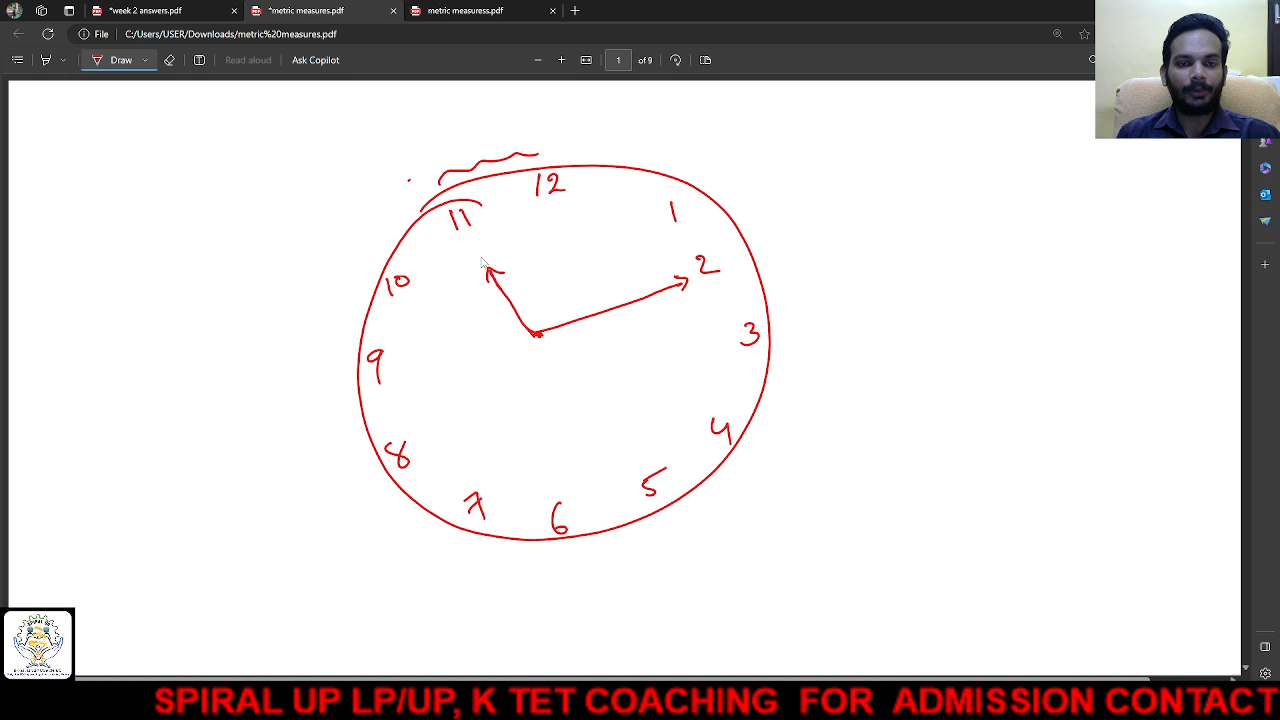 *week 2 answers.pdf
*metric measures.pdf
metric measuress.pdf
File
C:/Users/USER/Downloads/metric%20measures.pdf
Draw
Read aloud
Ask Copilot
1
of 9
12
11
1
10
2
9
3
8
4
7
5
6
SPIRAL UP LP/UP, K TET COACHING FOR ADMISSION CONTACT